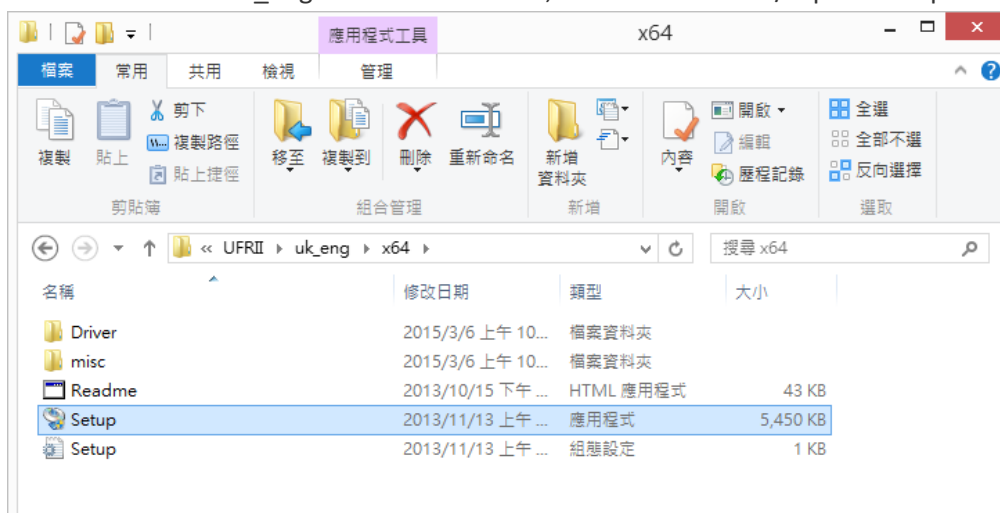 應用程式工具
x64
檔案 常用 共用 檢視 管理
複製
貼上
剪下
複製路徑
貼上捷徑
移至
複製到
刪除
重新命名
新增
資料夾
內容
開啟
編輯
歷程記錄
全選
全部不選
反向選擇
剪貼簿 組合管理 新增 開啟 選取
« UFRII uk_eng x64
搜尋 x64
名稱 修改日期 類型 大小
Driver 2015/3/6 上午 10... 檔案資料夾
misc 2015/3/6 上午 10... 檔案資料夾
Readme 2013/10/15 下午 ... HTML 應用程式 43 KB
Setup 2013/11/13 上午 ... 應用程式 5,450 KB
Setup 2013/11/13 上午 ... 組態設定 1 KB